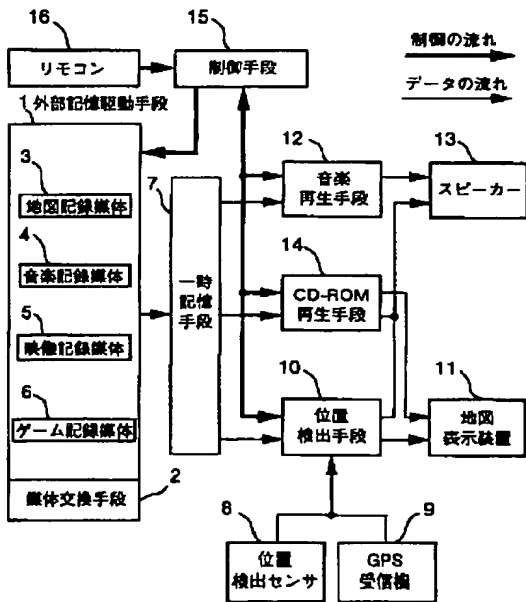 16
リモコン
15
制御手段
制御の流れ
データの流れ
1 外部記憶駆動手段
3
地図記録媒体
4
音楽記録媒体
5
映像記録媒体
6
ゲーム記録媒体
媒体交換手段
2
7
一時
記憶
手段
12
音楽
再生手段
13
スピーカー
14
CD-ROM
再生手段
10
位置
検出手段
11
地図
表示装置
8
位置
検出センサ
9
GPS
受信機